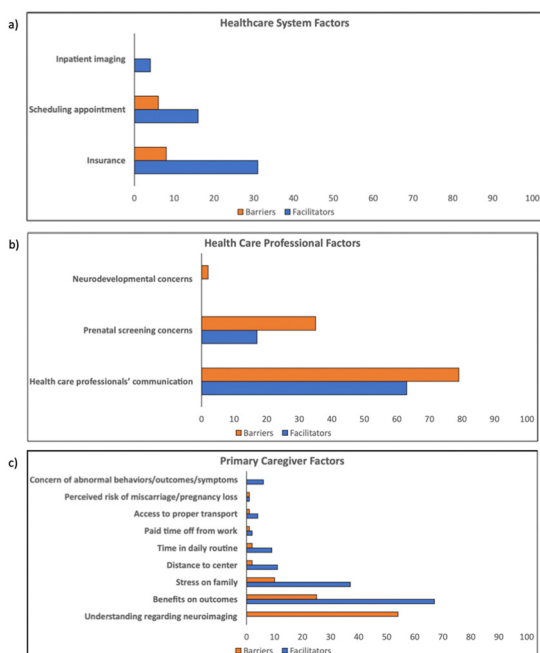 a)
Healthcare System Factors
Inpatient imaging
Scheduling appointment
Insurance
0 10 20 30 40 50 60 70 80 90 100
Barriers Facilitators
b)
Health Care Professional Factors
Neurodevelopmental concerns
Prenatal screening concerns
Health care professionals' communication
0 10 20 30 40 50 60 70 80 90 100
Barriers Facilitators
c)
Primary Caregiver Factors
Concern of abnormal behaviors/outcomes/symptoms
Perceived risk of miscarriage/pregnancy loss
Access to proper transport
Paid time off from work
Time in daily routine
Distance to center
Stress on family
Benefits on outcomes
Understanding regarding neuroimaging
0 10 20 30 40 50 60 70 80 90 100
Barriers Facilitators